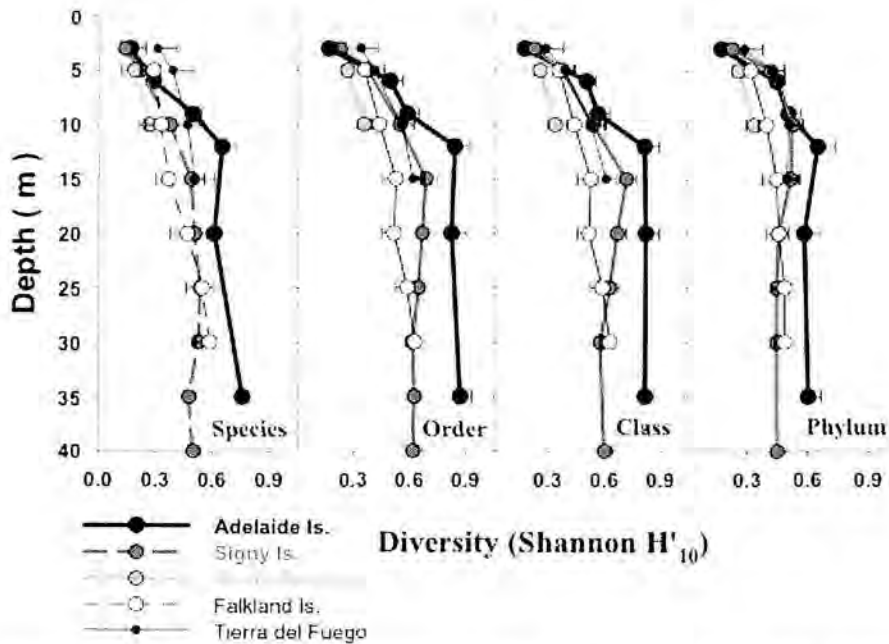 0
5
10
15
20
25
30
35
40
Depth ( m )
Species Order Class Phylum
0.0 0.3 0.6 0.9 0.3 0.6 0.9 0.3 0.6 0.9 0.3 0.6 0.9
Diversity (Shannon H'10)
Adelaide Is.
Signy Is.
Falkland Is.
Tierra del Fuego